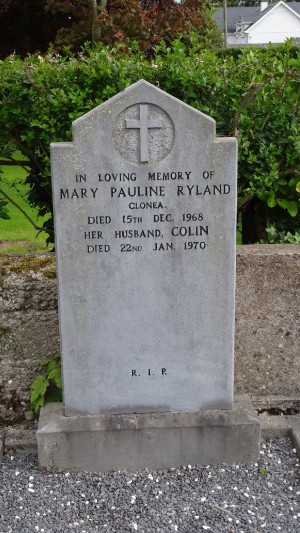 IN LOVING MEMORY OF
MARY PAULINE RYLAND
CLONEA.
DIED 15TH DEC. 1968
HER HUSBAND, COLIN
DIED 22ND JAN. 1970
R. I. P.